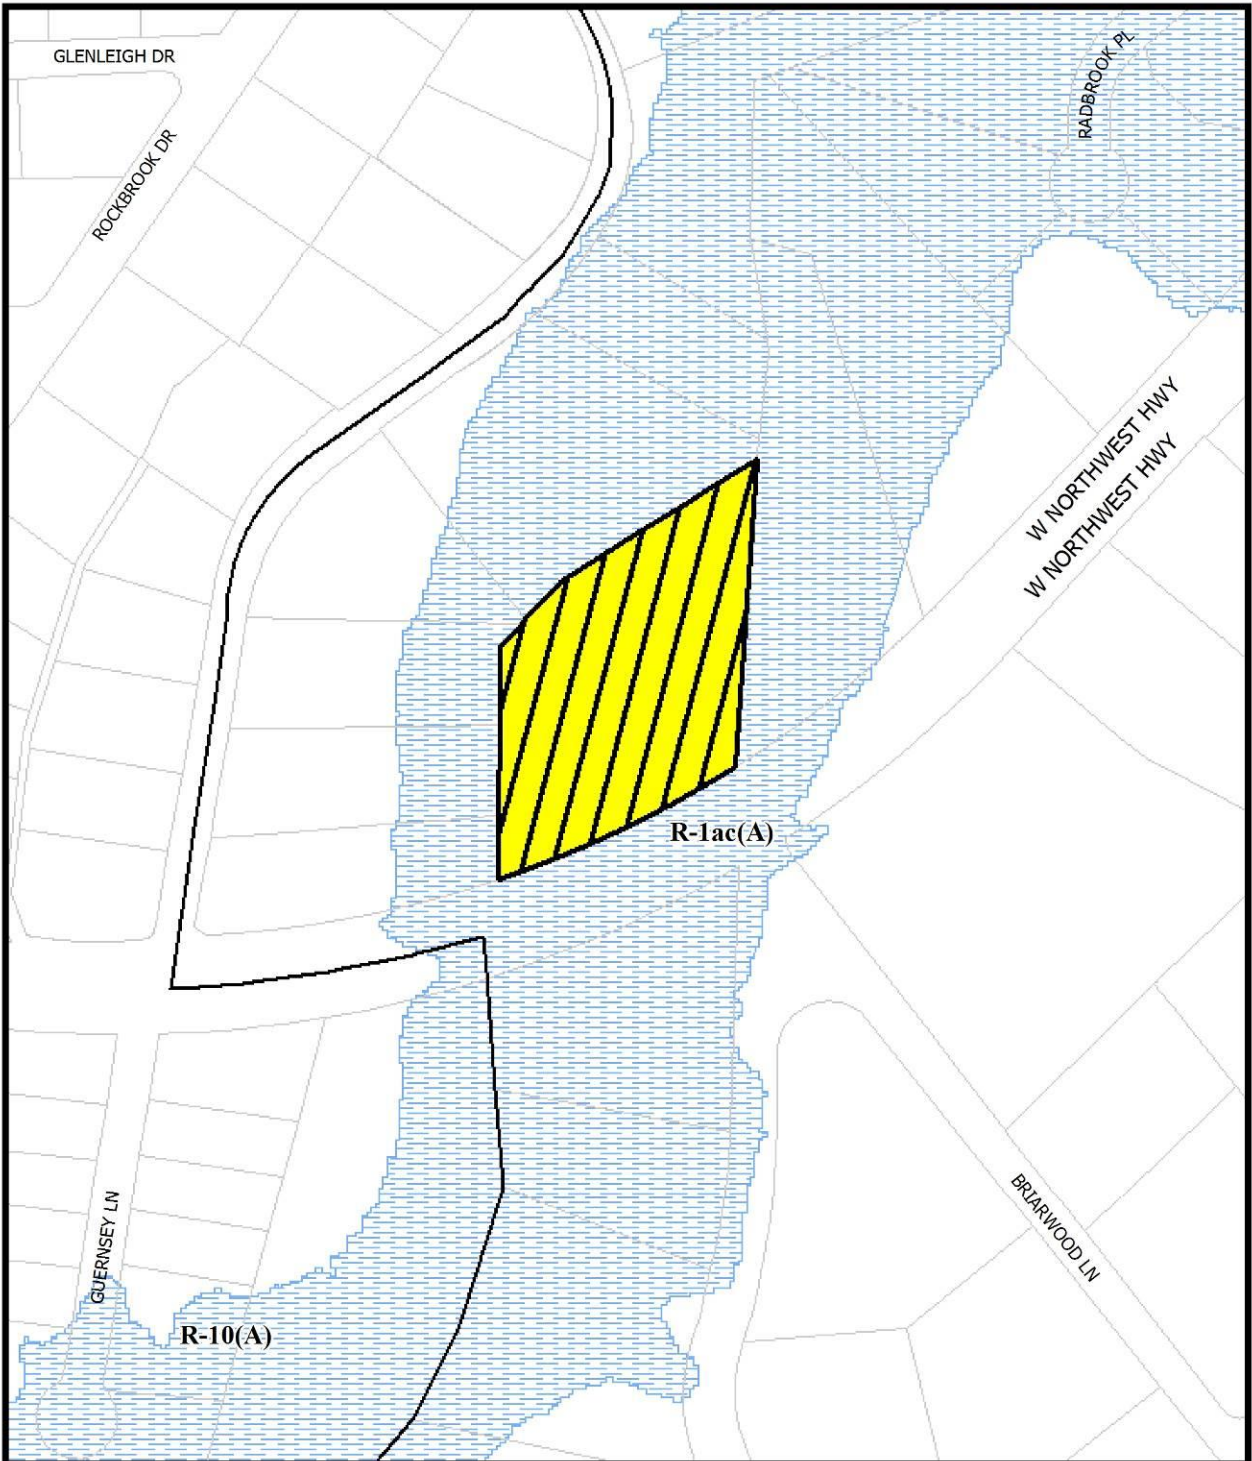 GLENLEIGH DR
RADBROOK PL
ROCKBROOK DR
W NORTHWEST HWY
W NORTHWEST HWY
R-1ac(A)
GUERNSEY LN
BRIARWOOD LN
R-10(A)